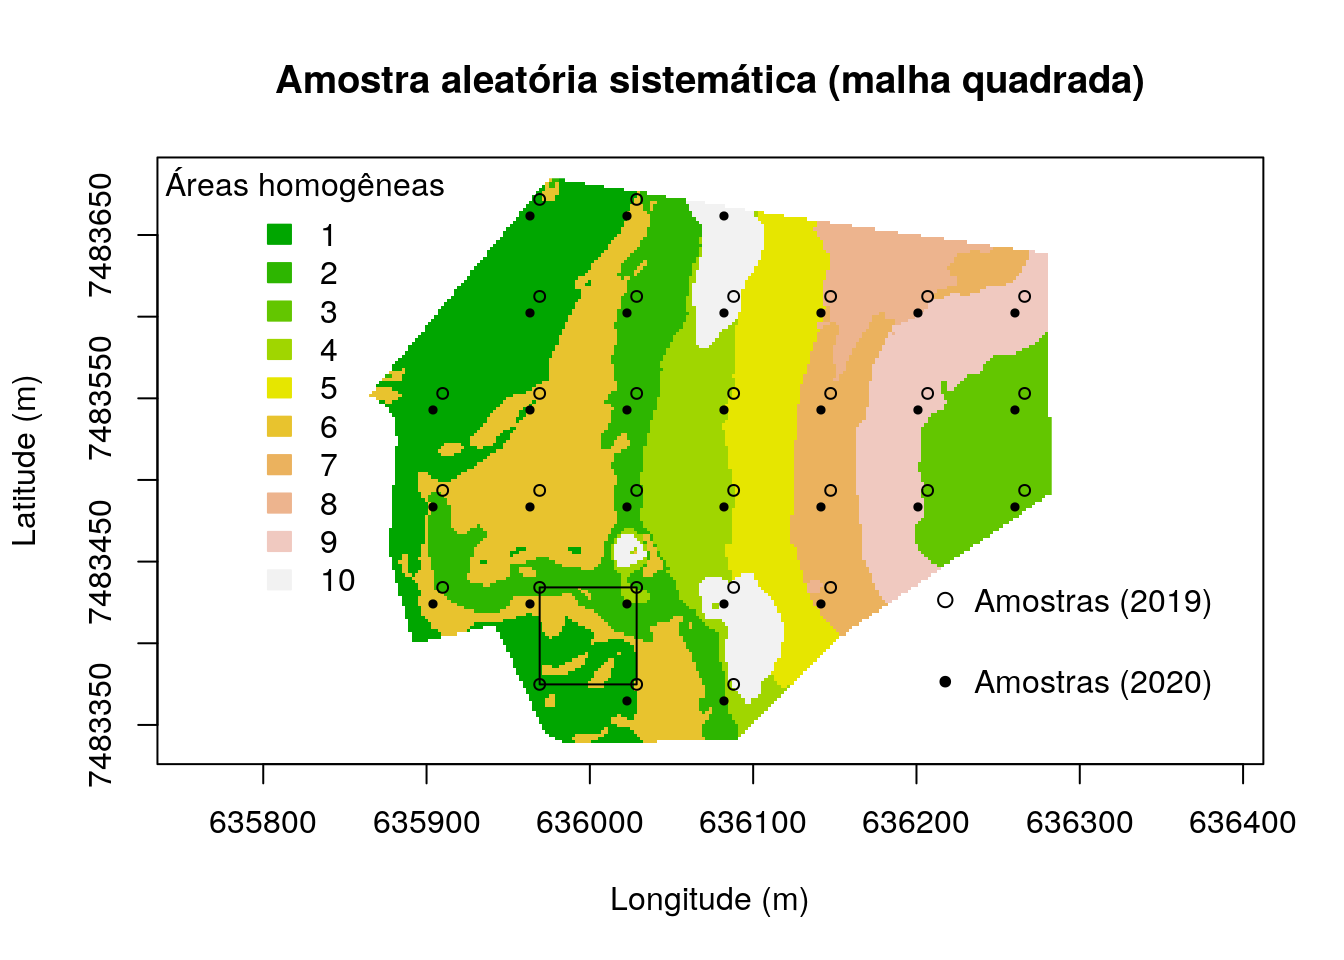 Amostra aleatória sistemática (malha quadrada)
Áreas homogêneas
1
2
3
4
5
6
7
8
9
10
Amostras (2019)
Amostras (2020)
Latitude (m)
7483650
7483550
7483450
7483350
635800 635900 636000 636100 636200 636300 636400
Longitude (m)